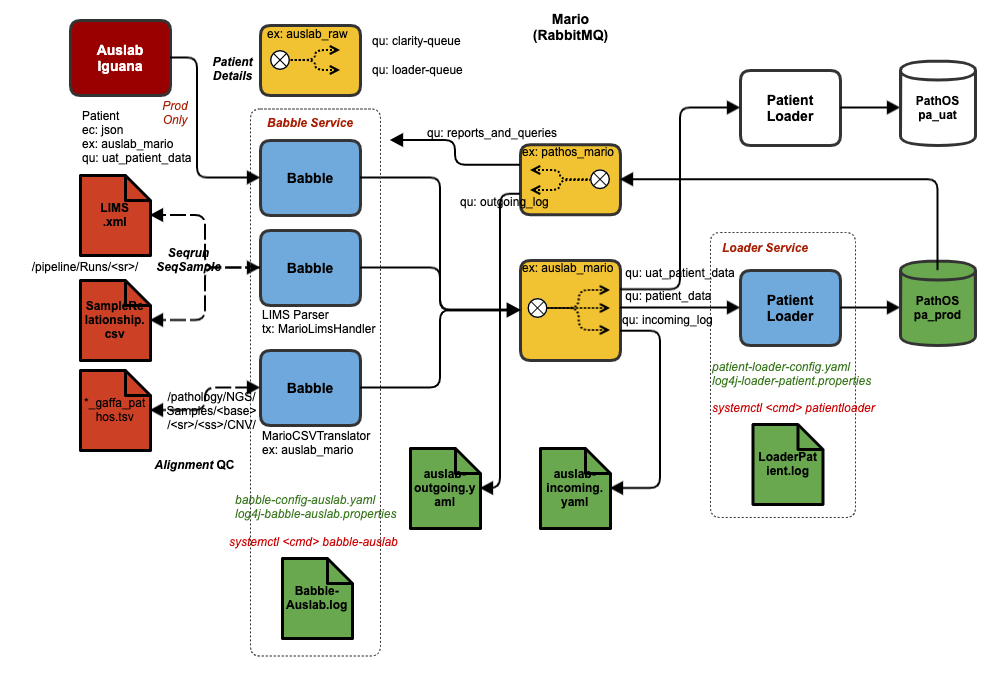 Mario
(RabbitMQ)
Auslab
Iguana
Patient
Details
ex: auslab_raw
qu: clarity-queue
qu: loader-queue
Prod
Only
Patient
ec: json
ex: auslab_mario
qu: uat_patient_data
Babble Service
Babble
qu: reports_and_queries
ex: pathos_mario
qu: outgoing_log
Patient
Loader
PathOS
pa_uat
LIMS
.xml
/pipeline/Runs/<sr>/
Seqrun
SeqSample
Babble
LIMS Parser
tx: MarioLimsHandler
ex: auslab_mario
qu: uat_patient_data
qu: patient_data
qu: incoming_log
Loader Service
Patient
Loader
PathOS
pa_prod
SampleRe
lationship.
csv
*_gaffa_pat
hos.tsv
/pathology/NGS/
Samples/<base>
/<sr>/<ss>/CNV/
Alignment QC
Babble
MarioCSVTranslator
ex: auslab_mario
patient-loader-config.yaml
log4j-loader-patient.properties
systemctl <cmd> patientloader
LoaderPat
ient.log
auslab-
outgoing.y
aml
auslab-
incoming.
yaml
babble-config-auslab.yaml
log4j-babble-auslab.properties
systemctl <cmd> babble-auslab
Babble-
Auslab.log